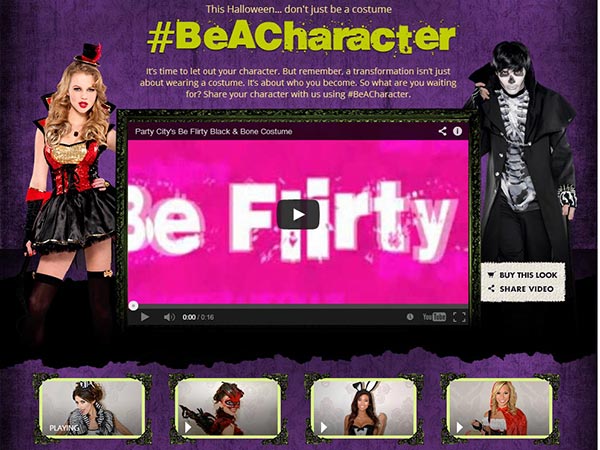 This Halloween... don't just be a costume
#BeACharacter
It's time to let out your character. But remember, a transformation isn't just
about wearing a costume. It's about who you become. So what are you waiting
for? Share your character with us using #BeACharacter.
Party City's Be Flirty Black & Bone Costume
Be Flirty
BUY THIS LOOK
SHARE VIDEO
0:00 / 0:16
YouTube
PLAYING